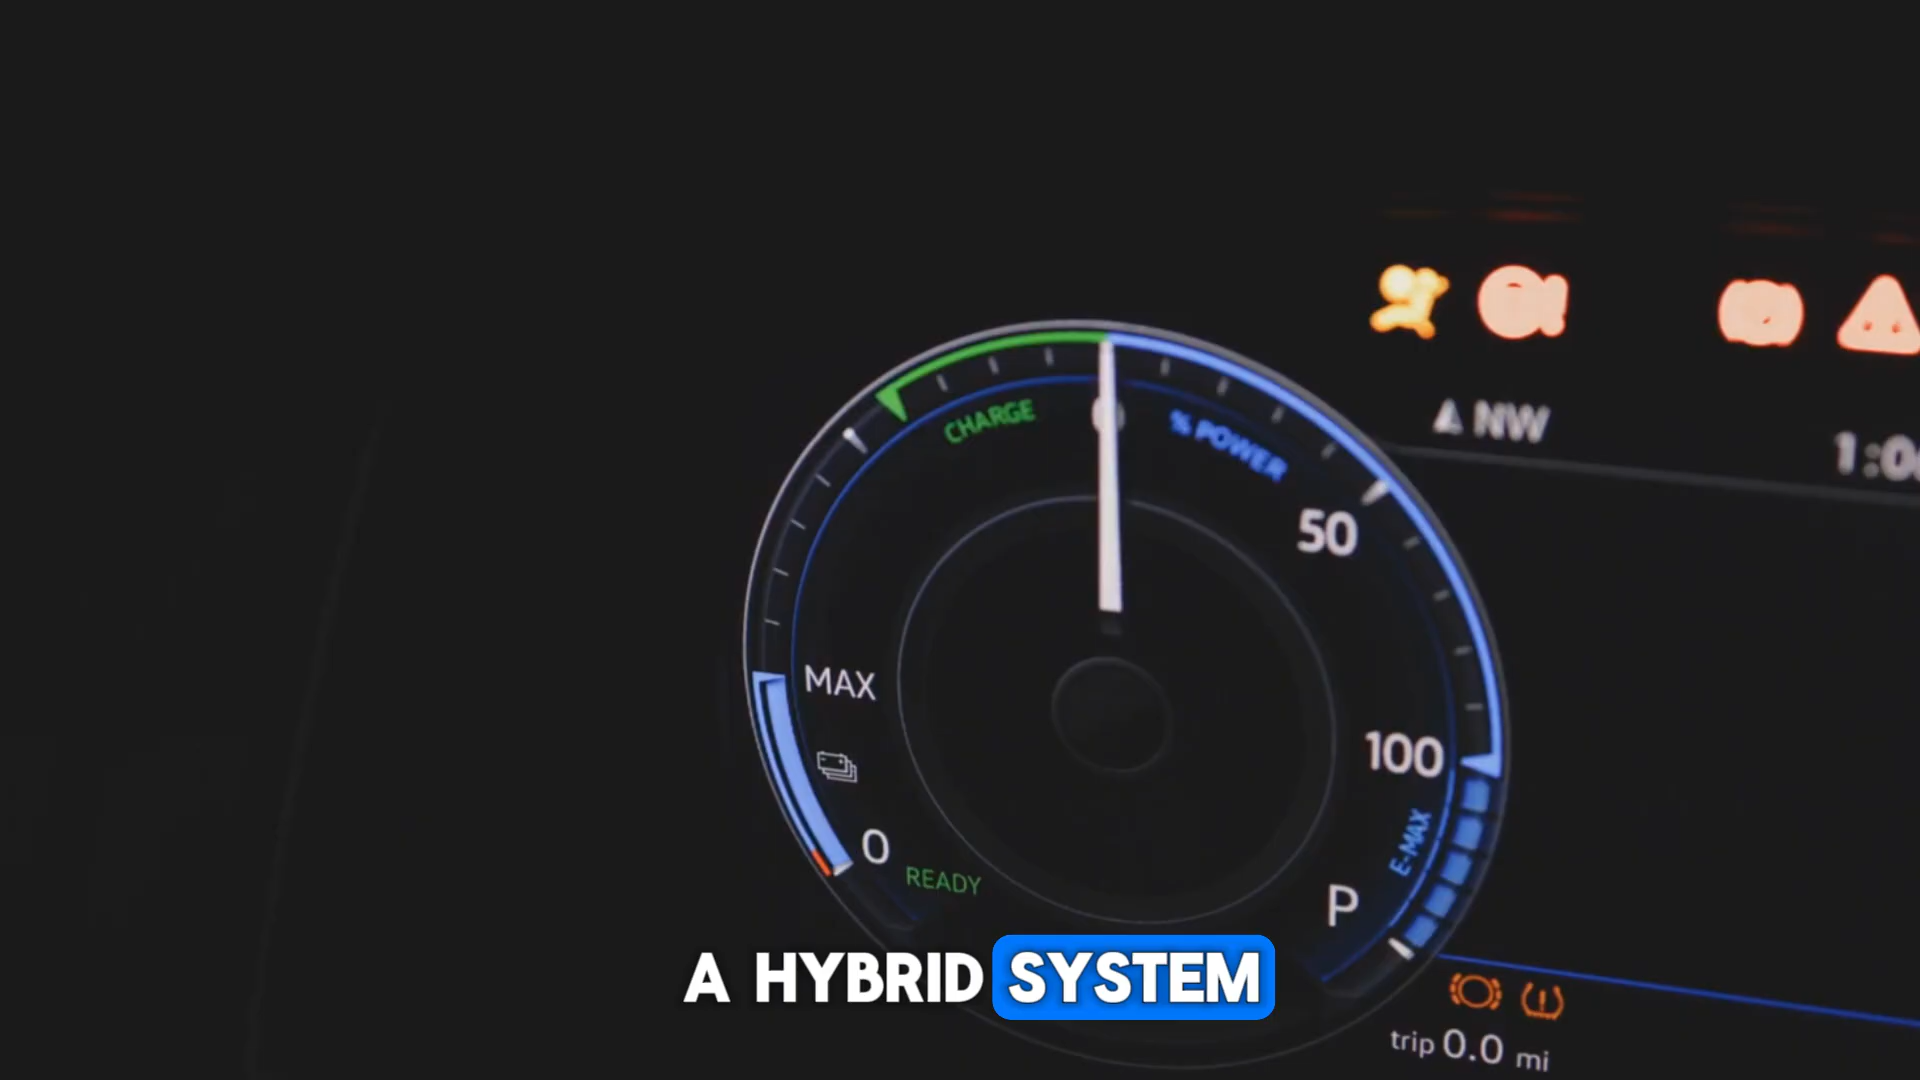 NW
CHARGE
% POWER
50
MAX
100
0
READY
E-MAX
P
A HYBRID SYSTEM
trip 0.0 mi